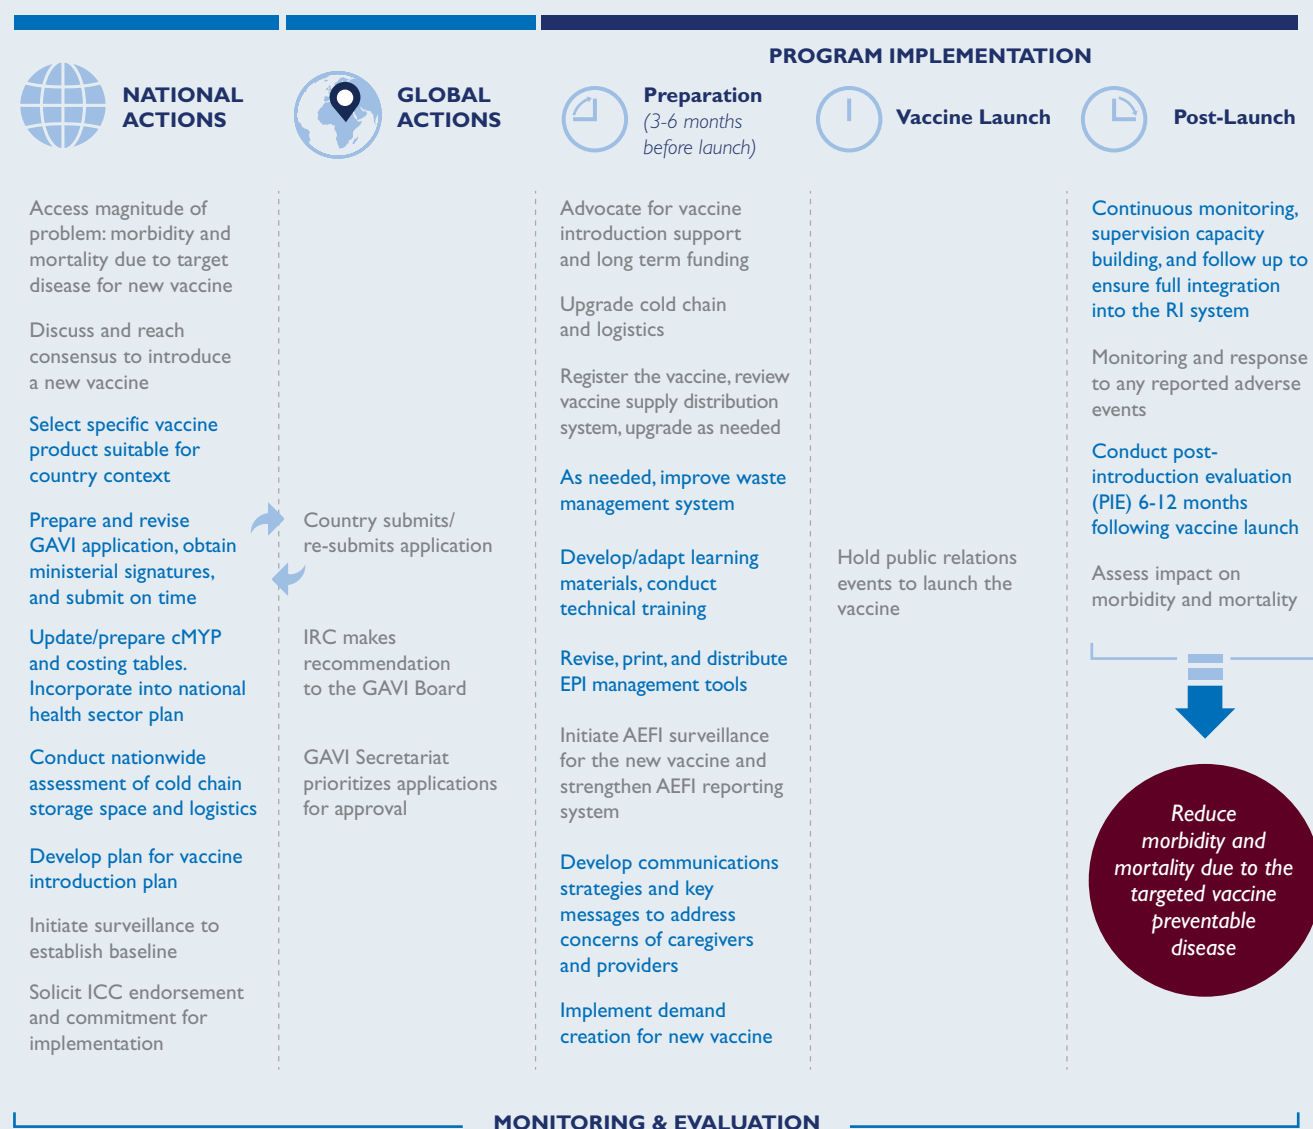 PROGRAM IMPLEMENTATION
NATIONAL
ACTIONS
GLOBAL
ACTIONS
Preparation
(3-6 months
before launch)
Vaccine Launch
Post-Launch
Access magnitude of
problem: morbidity and
mortality due to target
disease for new vaccine
Discuss and reach
consensus to introduce
a new vaccine
Select specific vaccine
product suitable for
country context
Prepare and revise
GAVI application, obtain
ministerial signatures,
and submit on time
Update/prepare cMYP
and costing tables.
Incorporate into national
health sector plan
Conduct nationwide
assessment of cold chain
storage space and logistics
Develop plan for vaccine
introduction plan
Initiate surveillance to
establish baseline
Solicit ICC endorsement
and commitment for
implementation
Country submits/
re-submits application
IRC makes
recommendation
to the GAVI Board
GAVI Secretariat
prioritizes applications
for approval
Advocate for vaccine
introduction support
and long term funding
Upgrade cold chain
and logistics
Register the vaccine, review
vaccine supply distribution
system, upgrade as needed
As needed, improve waste
management system
Develop/adapt learning
materials, conduct
technical training
Revise, print, and distribute
EPI management tools
Initiate AEFI surveillance
for the new vaccine and
strengthen AEFI reporting
system
Develop communications
strategies and key
messages to address
concerns of caregivers
and providers
Implement demand
creation for new vaccine
Hold public relations
events to launch the
vaccine
Continuous monitoring,
supervision capacity
building, and follow up to
ensure full integration
into the RI system
Monitoring and response
to any reported adverse
events
Conduct post-
introduction evaluation
(PIE) 6-12 months
following vaccine launch
Assess impact on
morbidity and mortality
Reduce
morbidity and
mortality due to the
targeted vaccine
preventable
disease
MONITORING & EVALUATION